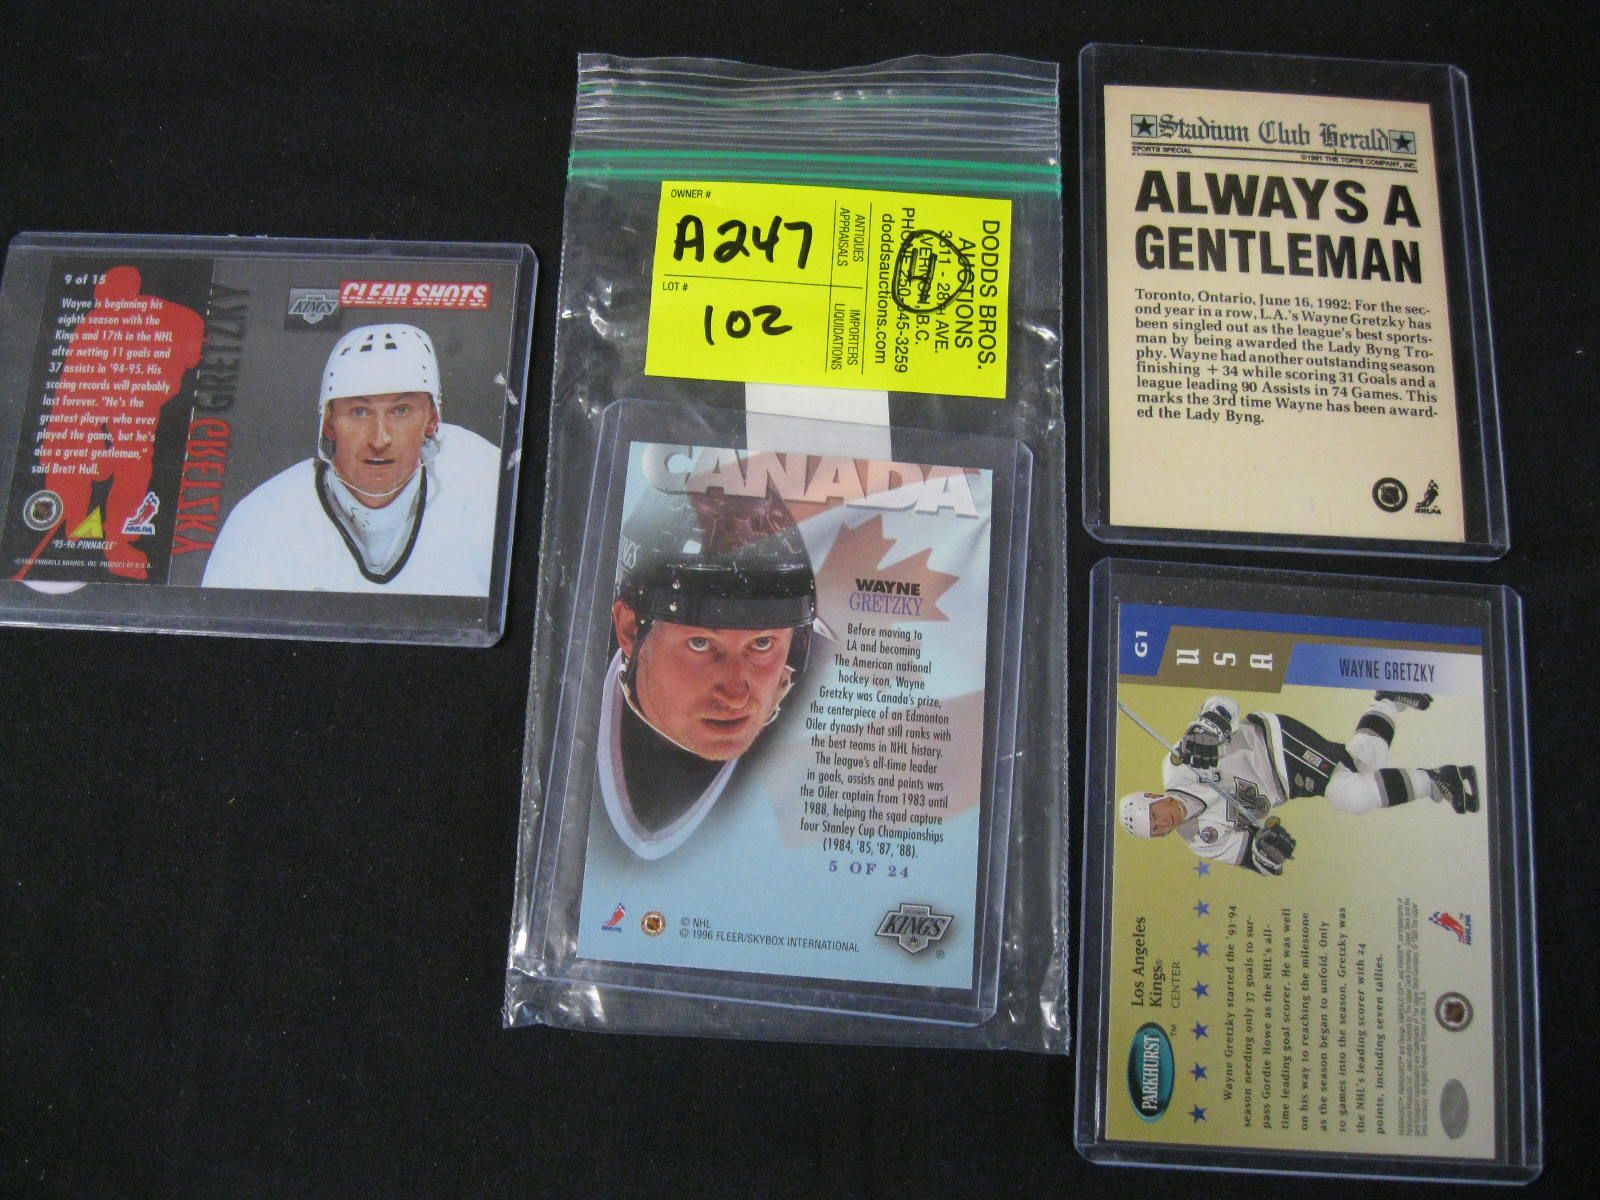 9 of 15
Wayne is beginning his
eighth season with the
Kings and 17th in the NHL
after netting 11 goals and
37 assists in '94-95. His
scoring records will probably
last forever. "He's the
greatest player who ever
played the game, but he's
also a great gentleman,"
said Brett Hull.
NHLPA
'95-96 PINNACLE
GRETZKY
GRETZKY
KINGS
CLEAR SHOTS
OWNER #
A247
LOT #
102
ANTIQUES
APPRAISALS
IMPORTERS
LIQUIDATIONS
DODDS BROS.
AUCTIONS
3311 - 28TH AVE.
VERNON, B.C.
doddsauctions.com
CANADA
KINGS
WAYNE
GRETZKY
Before moving to
LA and becoming
The American national
hockey icon, Wayne
Gretzky was Canada's prize,
the centerpiece of an Edmonton
Oiler dynasty that still ranks with
the best teams in NHL history.
The league's all-time leader
in goals, assists and points was
the Oiler captain from 1983 until
1988, helping the sqad capture
four Stanley Cup Championships
(1984, '85, '87, '88).
5 OF 24
NHLPA
© NHL
© 1996 FLEER/SKYBOX INTERNATIONAL
KINGS
Stadium Club Herald
SPORTS SPECIAL
©1991 THE TOPPS COMPANY, INC.
ALWAYS A
GENTLEMAN
Toronto, Ontario, June 16, 1992: For the sec-
ond year in a row, L.A.'s Wayne Gretzky has
been singled out as the league's best sports-
man by being awarded the Lady Byng Tro-
phy. Wayne had another outstanding season
finishing + 34 while scoring 31 Goals and a
league leading 90 Assists in 74 Games. This
marks the 3rd time Wayne has been award-
ed the Lady Byng.
NHLPA
G1
USA
WAYNE GRETZKY
PARKHURST™
Los Angeles
Kings®
CENTER
Wayne Gretzky started the '93-94
season needing only 37 goals to sur-
pass Gordie Howe as the NHL's all-
time leading goal scorer. He was well
on his way to reaching the milestone
as the season began to unfold. Only
10 games into the season, Gretzky was
the NHL's leading scorer with 24
points, including seven tallies.
NHLPA